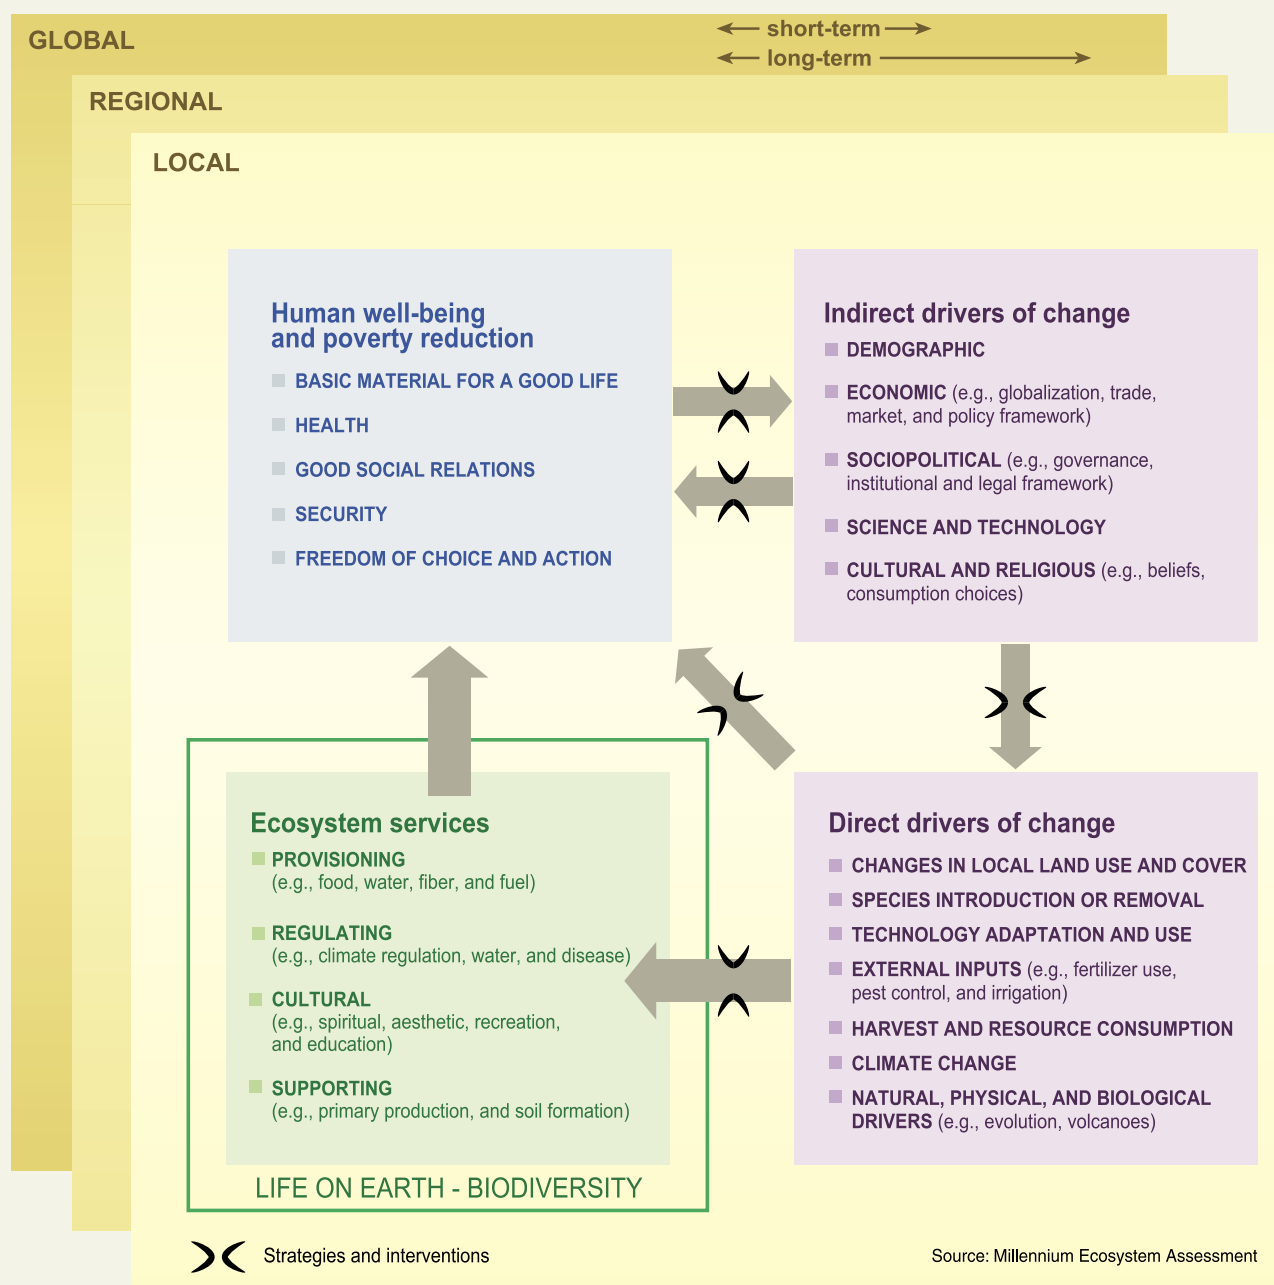 GLOBAL
short-term
long-term
REGIONAL
LOCAL
Human well-being
and poverty reduction
BASIC MATERIAL FOR A GOOD LIFE
HEALTH
GOOD SOCIAL RELATIONS
SECURITY
FREEDOM OF CHOICE AND ACTION
Indirect drivers of change
DEMOGRAPHIC
ECONOMIC (e.g., globalization, trade,
market, and policy framework)
SOCIOPOLITICAL (e.g., governance,
institutional and legal framework)
SCIENCE AND TECHNOLOGY
CULTURAL AND RELIGIOUS (e.g., beliefs,
consumption choices)
Ecosystem services
PROVISIONING
(e.g., food, water, fiber, and fuel)
REGULATING
(e.g., climate regulation, water, and disease)
CULTURAL
(e.g., spiritual, aesthetic, recreation,
and education)
SUPPORTING
(e.g., primary production, and soil formation)
LIFE ON EARTH - BIODIVERSITY
Direct drivers of change
CHANGES IN LOCAL LAND USE AND COVER
SPECIES INTRODUCTION OR REMOVAL
TECHNOLOGY ADAPTATION AND USE
EXTERNAL INPUTS (e.g., fertilizer use,
pest control, and irrigation)
HARVEST AND RESOURCE CONSUMPTION
CLIMATE CHANGE
NATURAL, PHYSICAL, AND BIOLOGICAL
DRIVERS (e.g., evolution, volcanoes)
Strategies and interventions
Source: Millennium Ecosystem Assessment